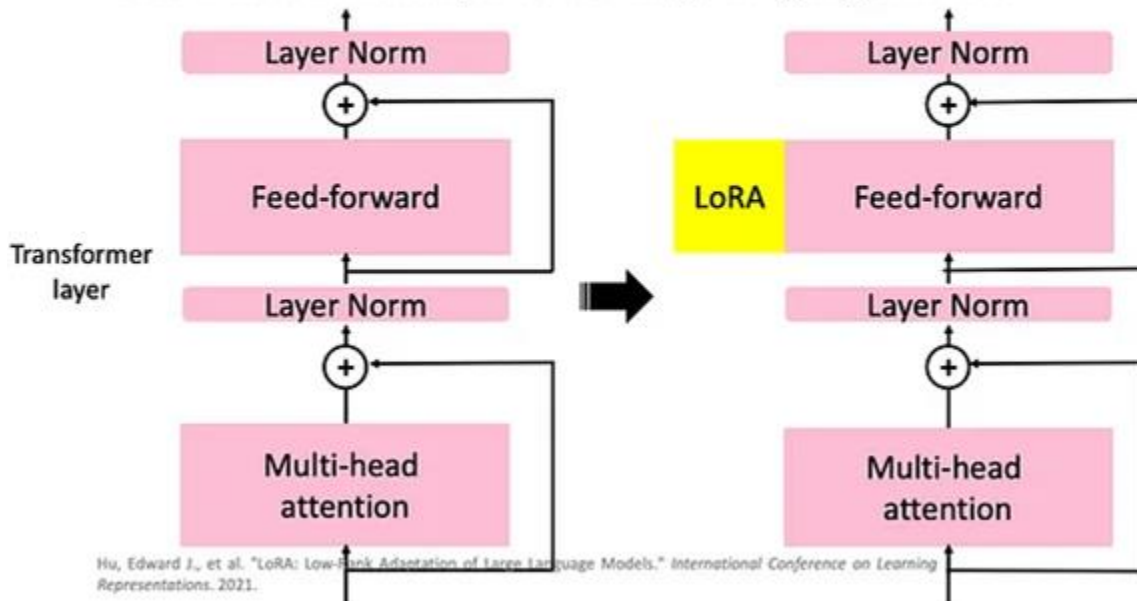 Layer Norm
+
Feed-forward
Transformer
layer
Layer Norm
+
Multi-head
attention
Layer Norm
+
LoRA
Feed-forward
Layer Norm
+
Multi-head
attention
Hu, Edward J., et al. "LoRA: Low-Rank Adaptation of Large Language Models." International Conference on Learning
Representations. 2021.